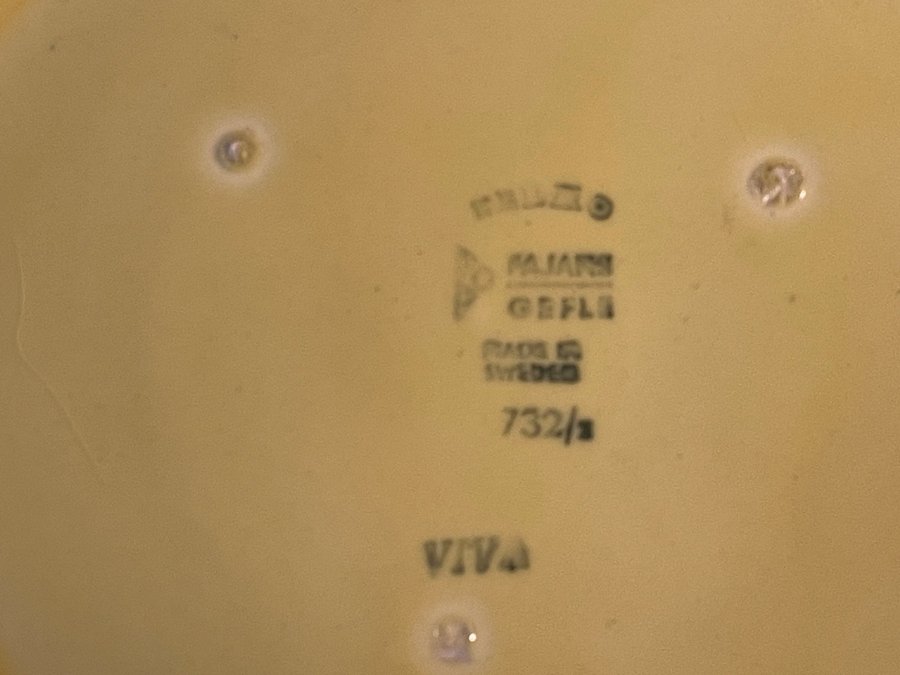 FAJANS
GEFLE
MADE IN
SWEDEN
732/
VIVA